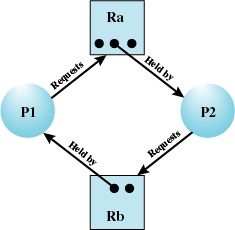 Ra
Requests
Held by
P1
P2
Held by
Requests
Rb